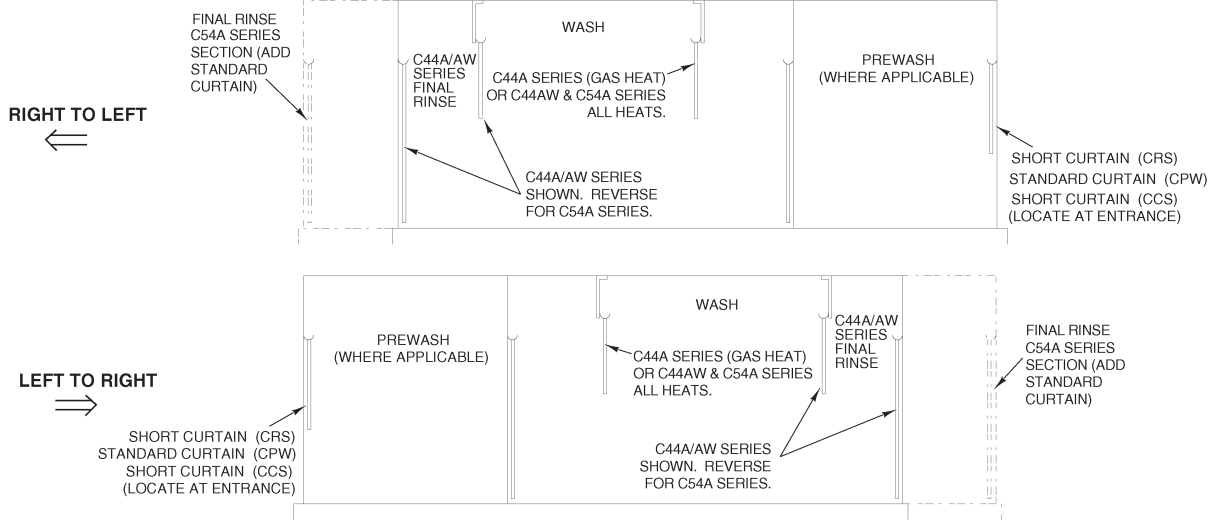 FINAL RINSE
C54A SERIES
SECTION (ADD
STANDARD
CURTAIN)
RIGHT TO LEFT
C44A/AW
SERIES
FINAL
RINSE
WASH
C44A SERIES (GAS HEAT)
OR C44AW & C54A SERIES
ALL HEATS.
PREWASH
(WHERE APPLICABLE)
C44A/AW SERIES
SHOWN. REVERSE
FOR C54A SERIES.
SHORT CURTAIN (CRS)
STANDARD CURTAIN (CPW)
SHORT CURTAIN (CCS)
(LOCATE AT ENTRANCE)
LEFT TO RIGHT
PREWASH
(WHERE APPLICABLE)
WASH
C44A SERIES (GAS HEAT)
OR C44AW & C54A SERIES
ALL HEATS.
C44A/AW
SERIES
FINAL
RINSE
FINAL RINSE
C54A SERIES
SECTION (ADD
STANDARD
CURTAIN)
SHORT CURTAIN (CRS)
STANDARD CURTAIN (CPW)
SHORT CURTAIN (CCS)
(LOCATE AT ENTRANCE)
C44A/AW SERIES
SHOWN. REVERSE
FOR C54A SERIES.